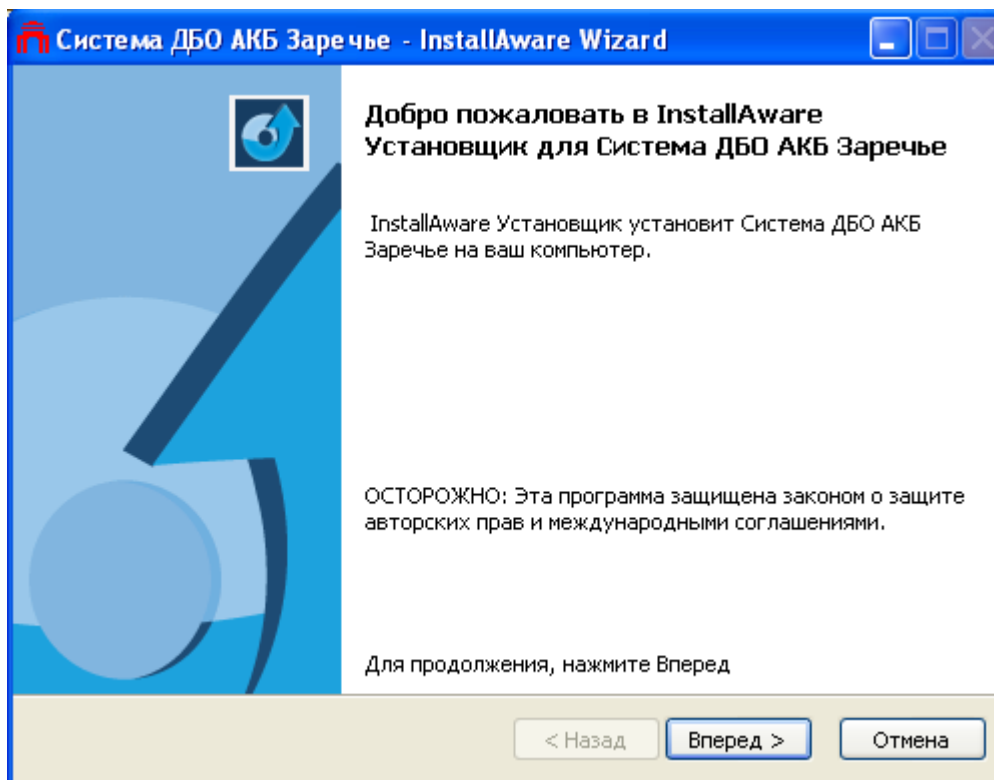 Система ДБО АКБ Заречье - InstallAware Wizard
Добро пожаловать в InstallAware
Установщик для Система ДБО АКБ Заречье
InstallAware Установщик установит Система ДБО АКБ
Заречье на ваш компьютер.
ОСТОРОЖНО: Эта программа защищена законом о защите
авторских прав и международными соглашениями.
Для продолжения, нажмите Вперед
< Назад
Вперед >
Отмена